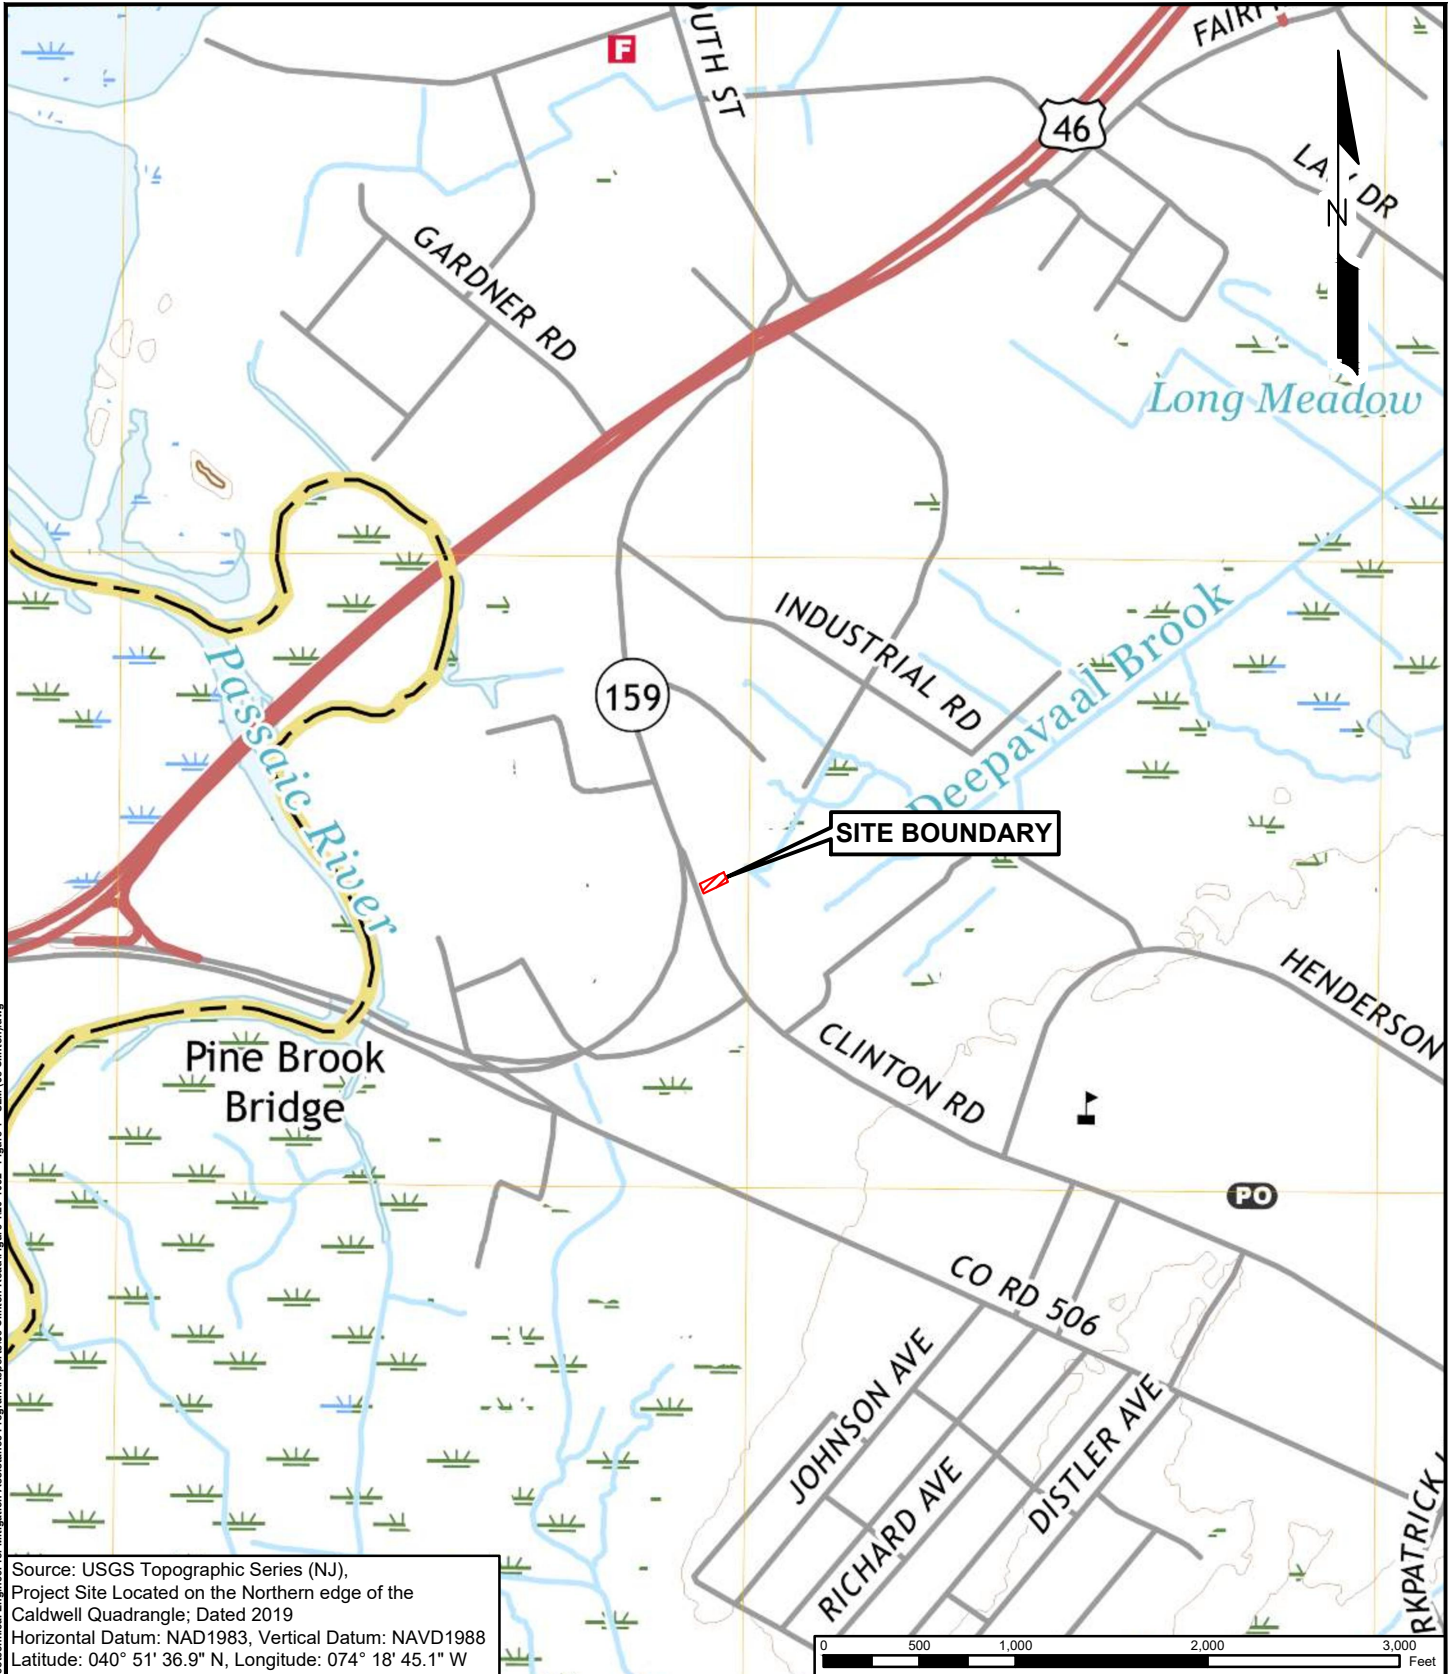 F
OUTH ST
FAIRF
46
LA
DR
N
GARDNER RD
Long Meadow
INDUSTRIAL RD
159
Deepavaal Brook
Passaic River
SITE BOUNDARY
HENDERSON
Pine Brook
Bridge
CLINTON RD
PO
CO RD 506
JOHNSON AVE
RICHARD AVE
DISTLER AVE
RKPATRICK
Source: USGS Topographic Series (NJ),
Project Site Located on the Northern edge of the
Caldwell Quadrangle; Dated 2019
Horizontal Datum: NAD1983, Vertical Datum: NAVD1988
Latitude: 040° 51' 36.9" N, Longitude: 074° 18' 45.1" W
0 500 1,000 2,000 3,000
Feet